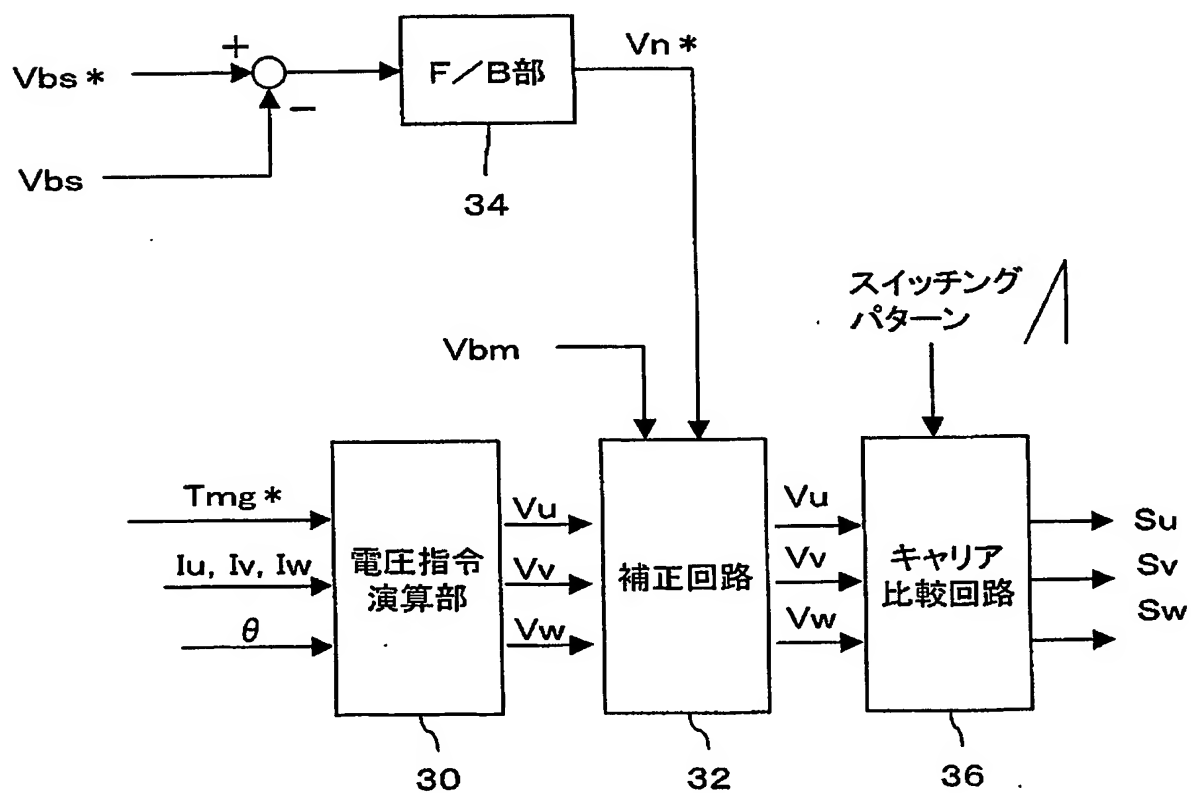 Vbs*
+
−
F／B部
Vn*
Vbs
34
スイッチング
パターン
Vbm
Tmg*
Iu, Iv, Iw
θ
電圧指令
演算部
Vu
Vv
Vw
補正回路
Vu
Vv
Vw
キャリア
比較回路
Su
Sv
Sw
30
32
36